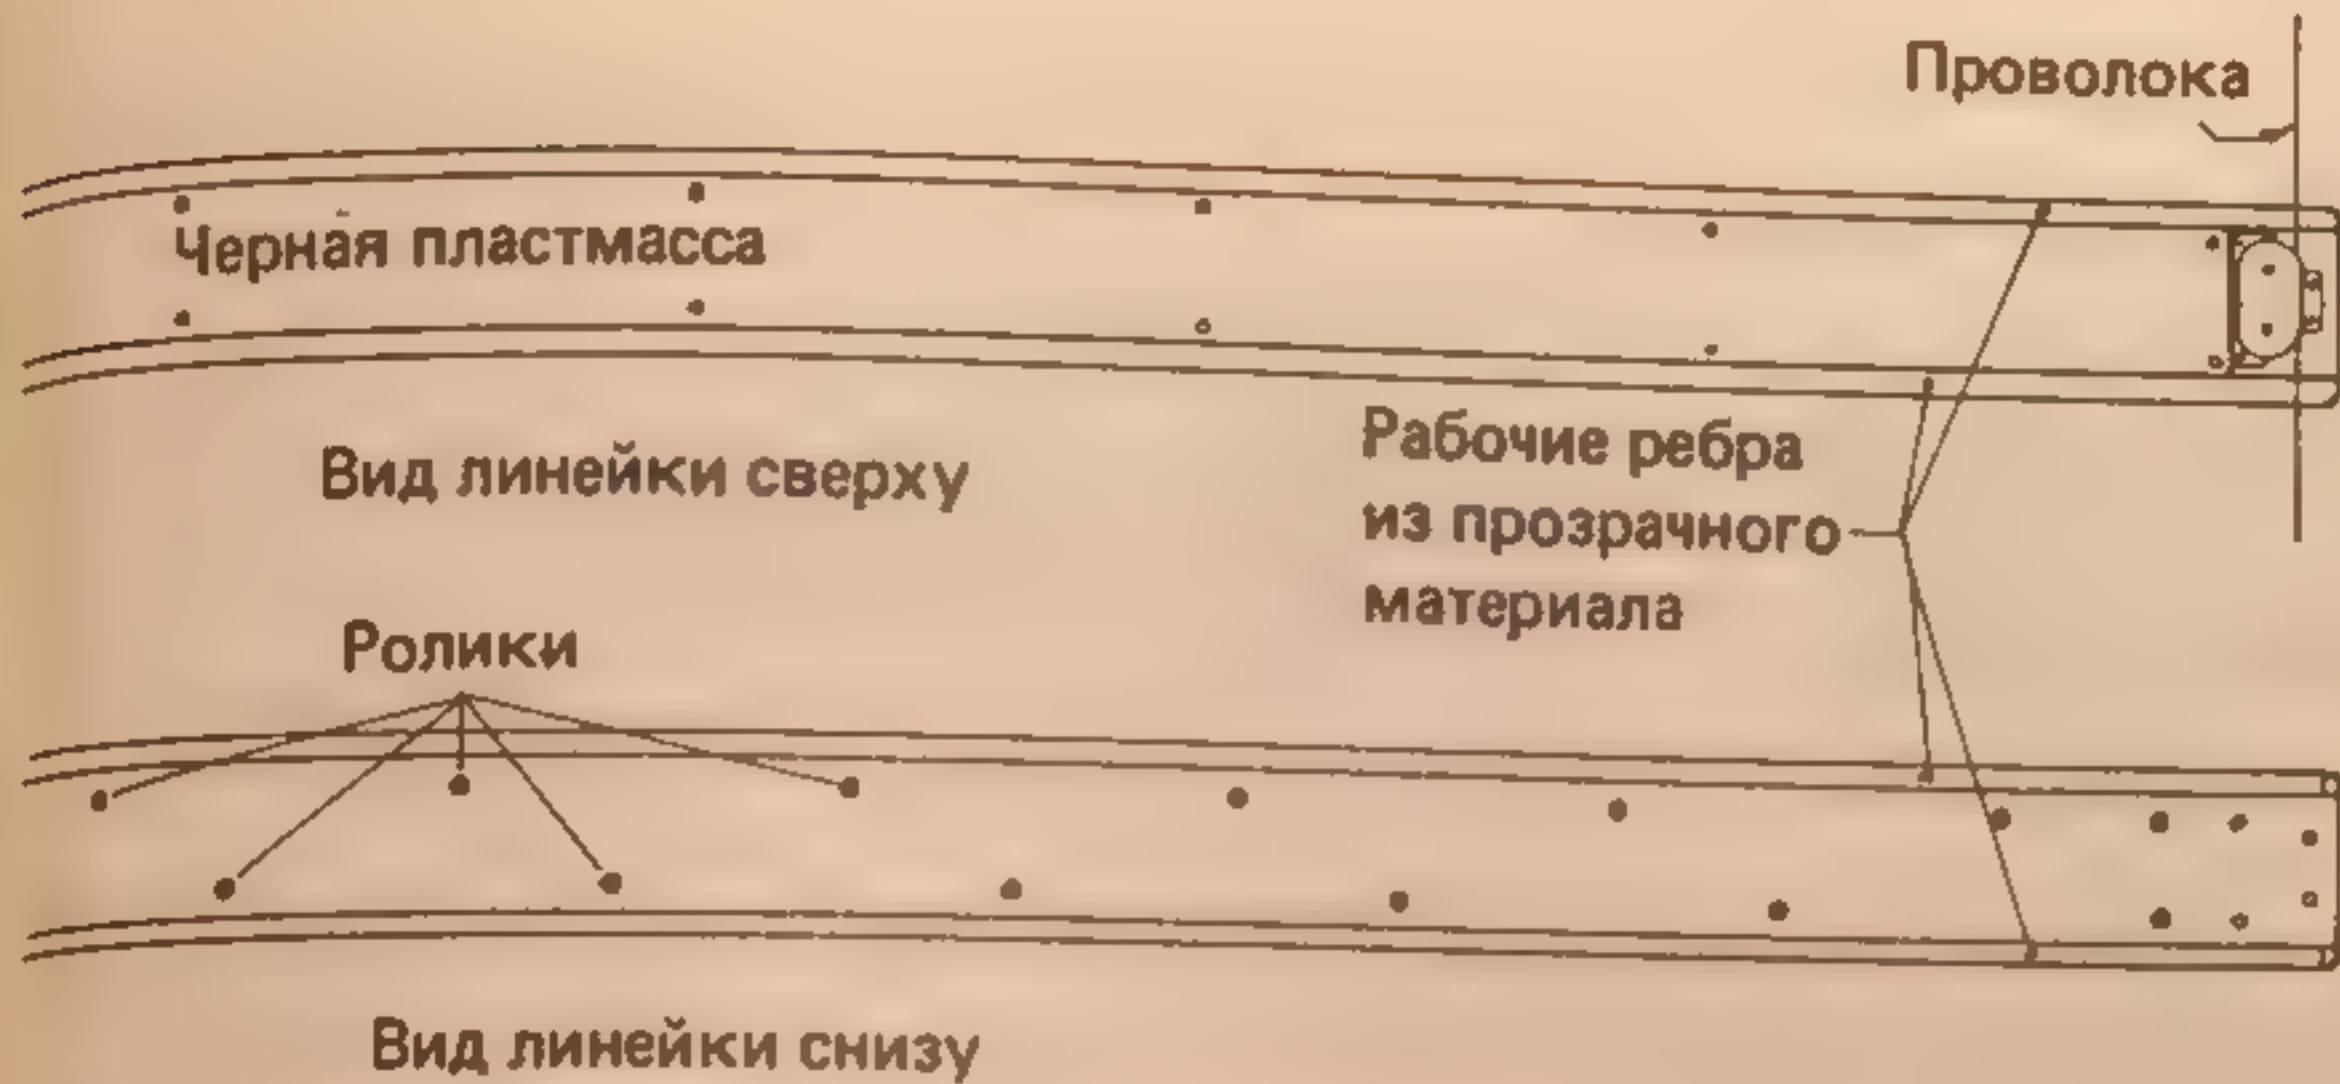 Проволока
Черная пластмасса
Вид линейки сверху
Рабочие ребра
из прозрачного
материала
Ролики
Вид линейки снизу